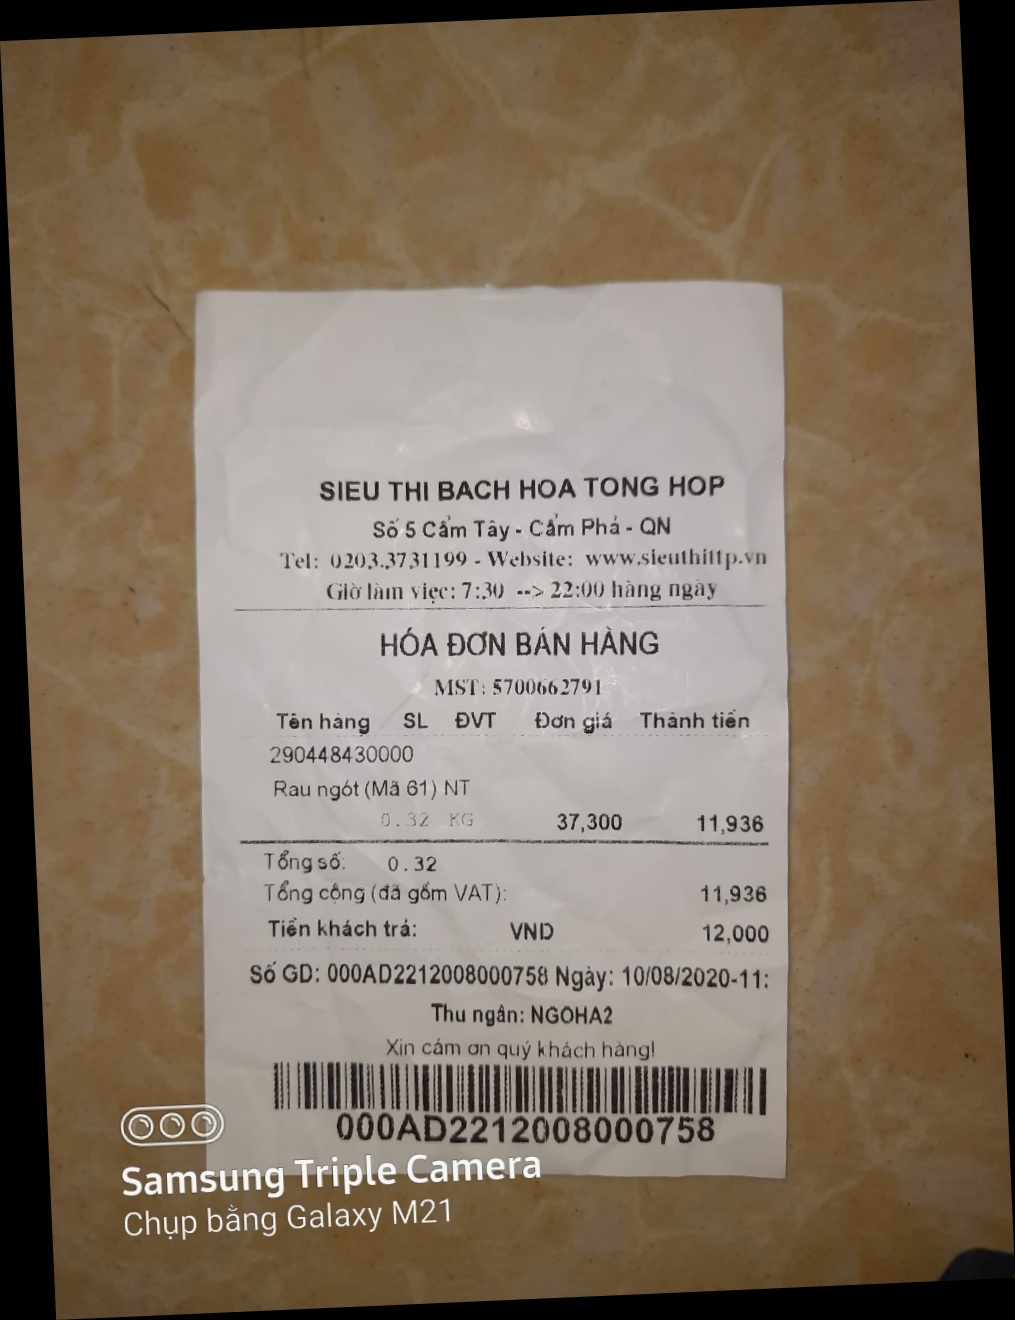 SIEU THI BACH HOA TONG HOP
Số 5 Cẩm Tây - Cẩm Phả - QN
Tel: 0203.3731199 - Website: www.sieuthittp.vn
Giờ làm việc: 7:30 --> 22:00 hàng ngày
HÓA ĐƠN BÁN HÀNG
MST: 5700662791
Tên hàng SL ĐVT Đơn giá Thành tiền
290448430000
Rau ngót (Mã 61) NT
0.32 KG 37,300 11,936
Tổng số: 0.32
Tổng cộng (đã gồm VAT): 11,936
Tiền khách trả: VND 12,000
Số GD: 000AD2212008000758 Ngày: 10/08/2020-11:
Thu ngân: NGOHA2
Xin cám ơn quý khách hàng!
000AD2212008000758
Samsung Triple Camera
Chụp bằng Galaxy M21